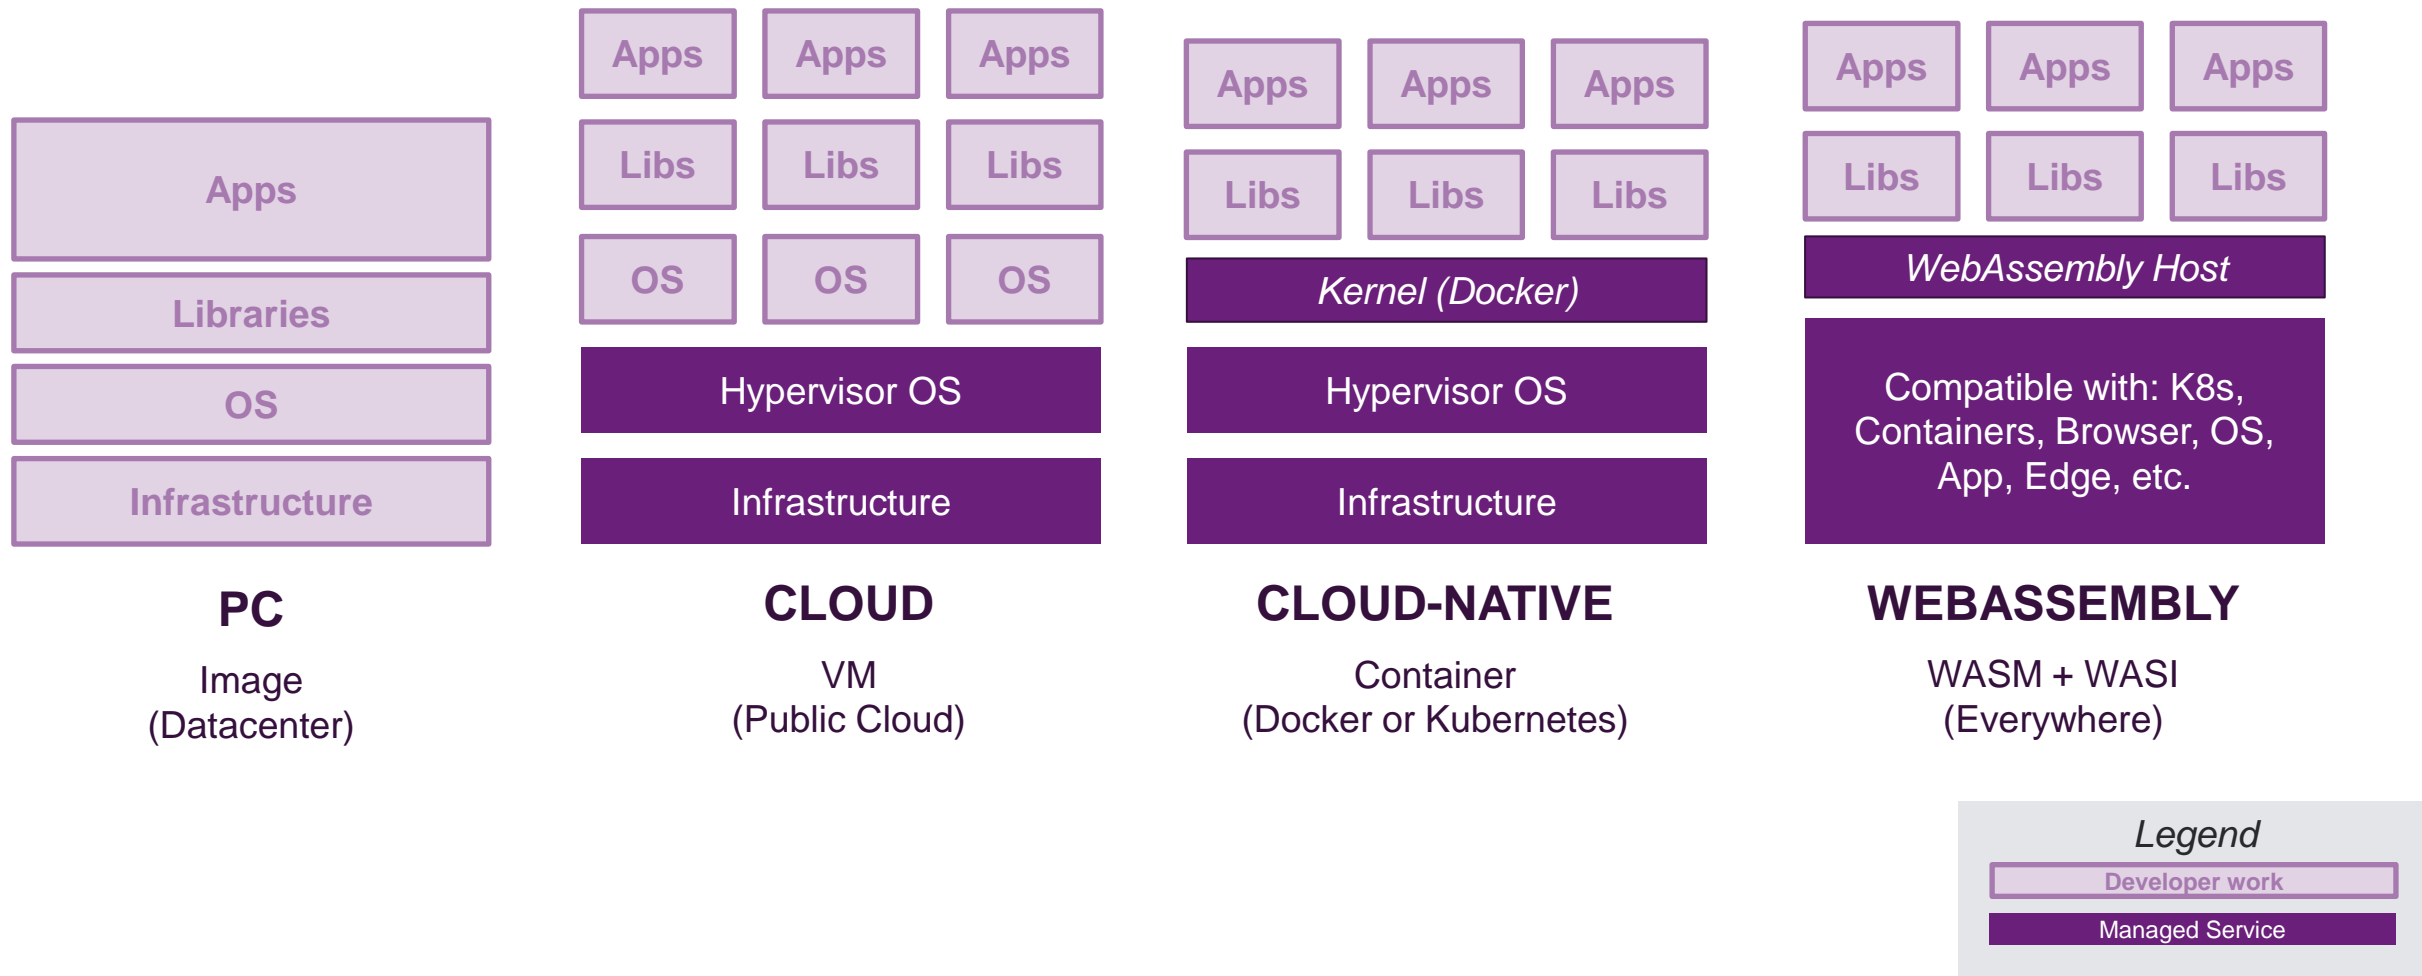 Apps
Libraries
OS
Infrastructure
PC
Image
(Datacenter)
Apps Apps Apps
Libs Libs Libs
OS OS OS
Hypervisor OS
Infrastructure
CLOUD
VM
(Public Cloud)
Apps Apps Apps
Libs Libs Libs
Kernel (Docker)
Hypervisor OS
Infrastructure
CLOUD-NATIVE
Container
(Docker or Kubernetes)
Apps Apps Apps
Libs Libs Libs
WebAssembly Host
Compatible with: K8s,
Containers, Browser, OS,
App, Edge, etc.
WEBASSEMBLY
WASM + WASI
(Everywhere)
Legend
Developer work
Managed Service